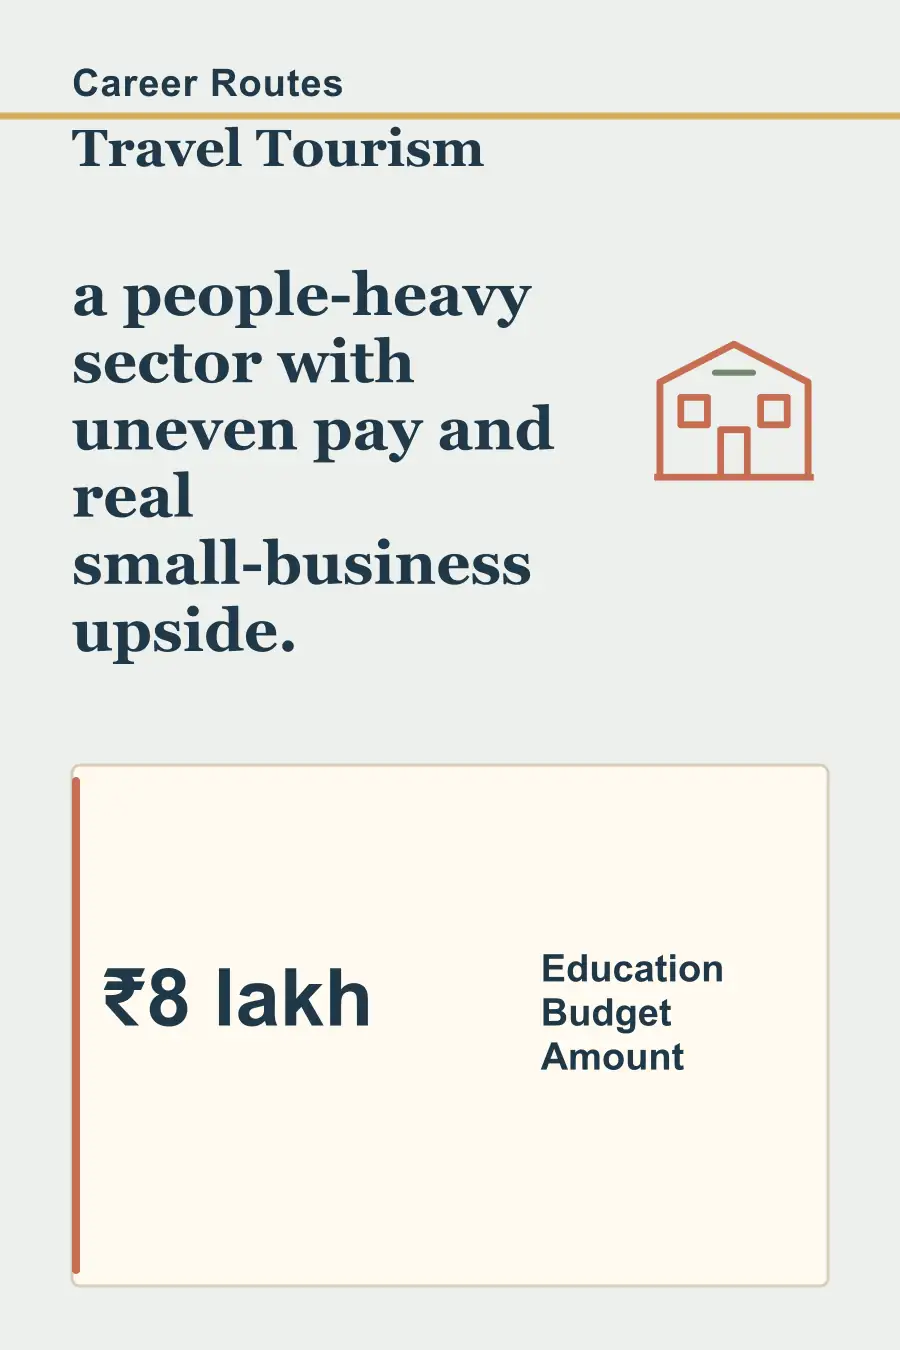 Career Routes
Travel Tourism
a people-heavy
sector with
uneven pay and
real
small-business
upside.
₹8 lakh
Education
Budget
Amount